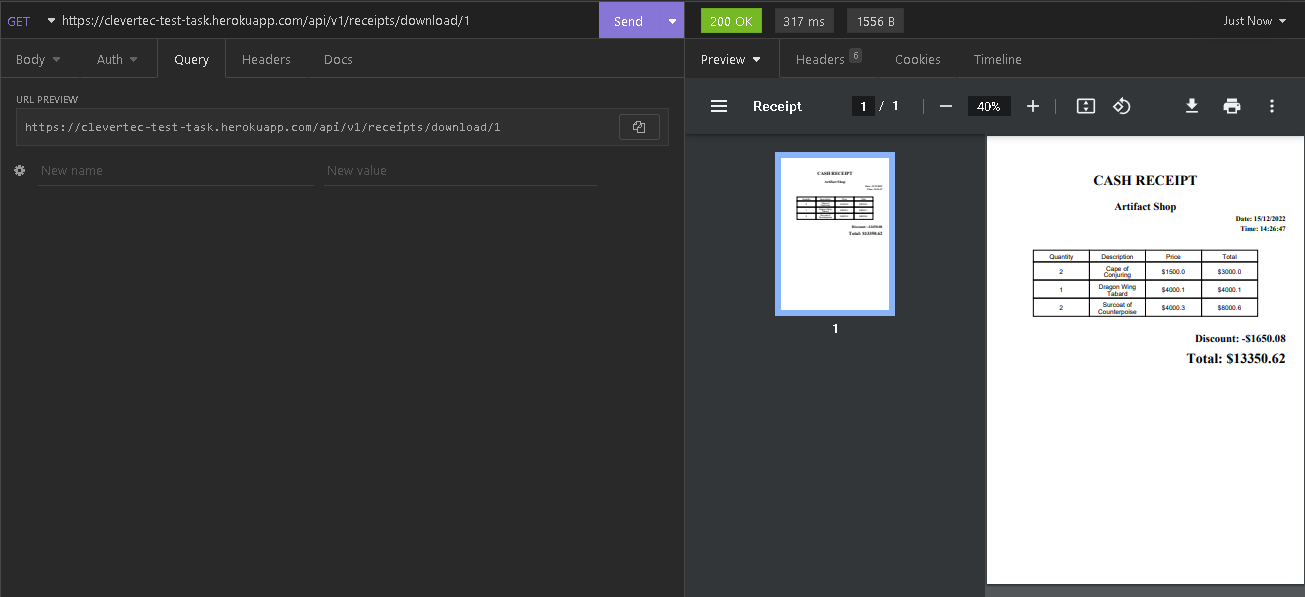 GET https://clevertec-test-task.herokuapp.com/api/v1/receipts/download/1 Send 200 OK 317 ms 1556 B Just Now
Body Auth Query Headers Docs Preview Headers 6 Cookies Timeline
URL PREVIEW
https://clevertec-test-task.herokuapp.com/api/v1/receipts/download/1
New name New value
Receipt 1 / 1 40%
CASH RECEIPT
Artifact Shop
1
CASH RECEIPT
Artifact Shop
Date: 15/12/2022
Time: 14:26:47
Quantity Description Price Total
2 Cape of Conjuring $1500.0 $3000.0
1 Dragon Wing Tabard $4000.1 $4000.1
2 Surcoat of Counterpoise $4000.3 $8000.6
Discount: -$1650.08
Total: $13350.62